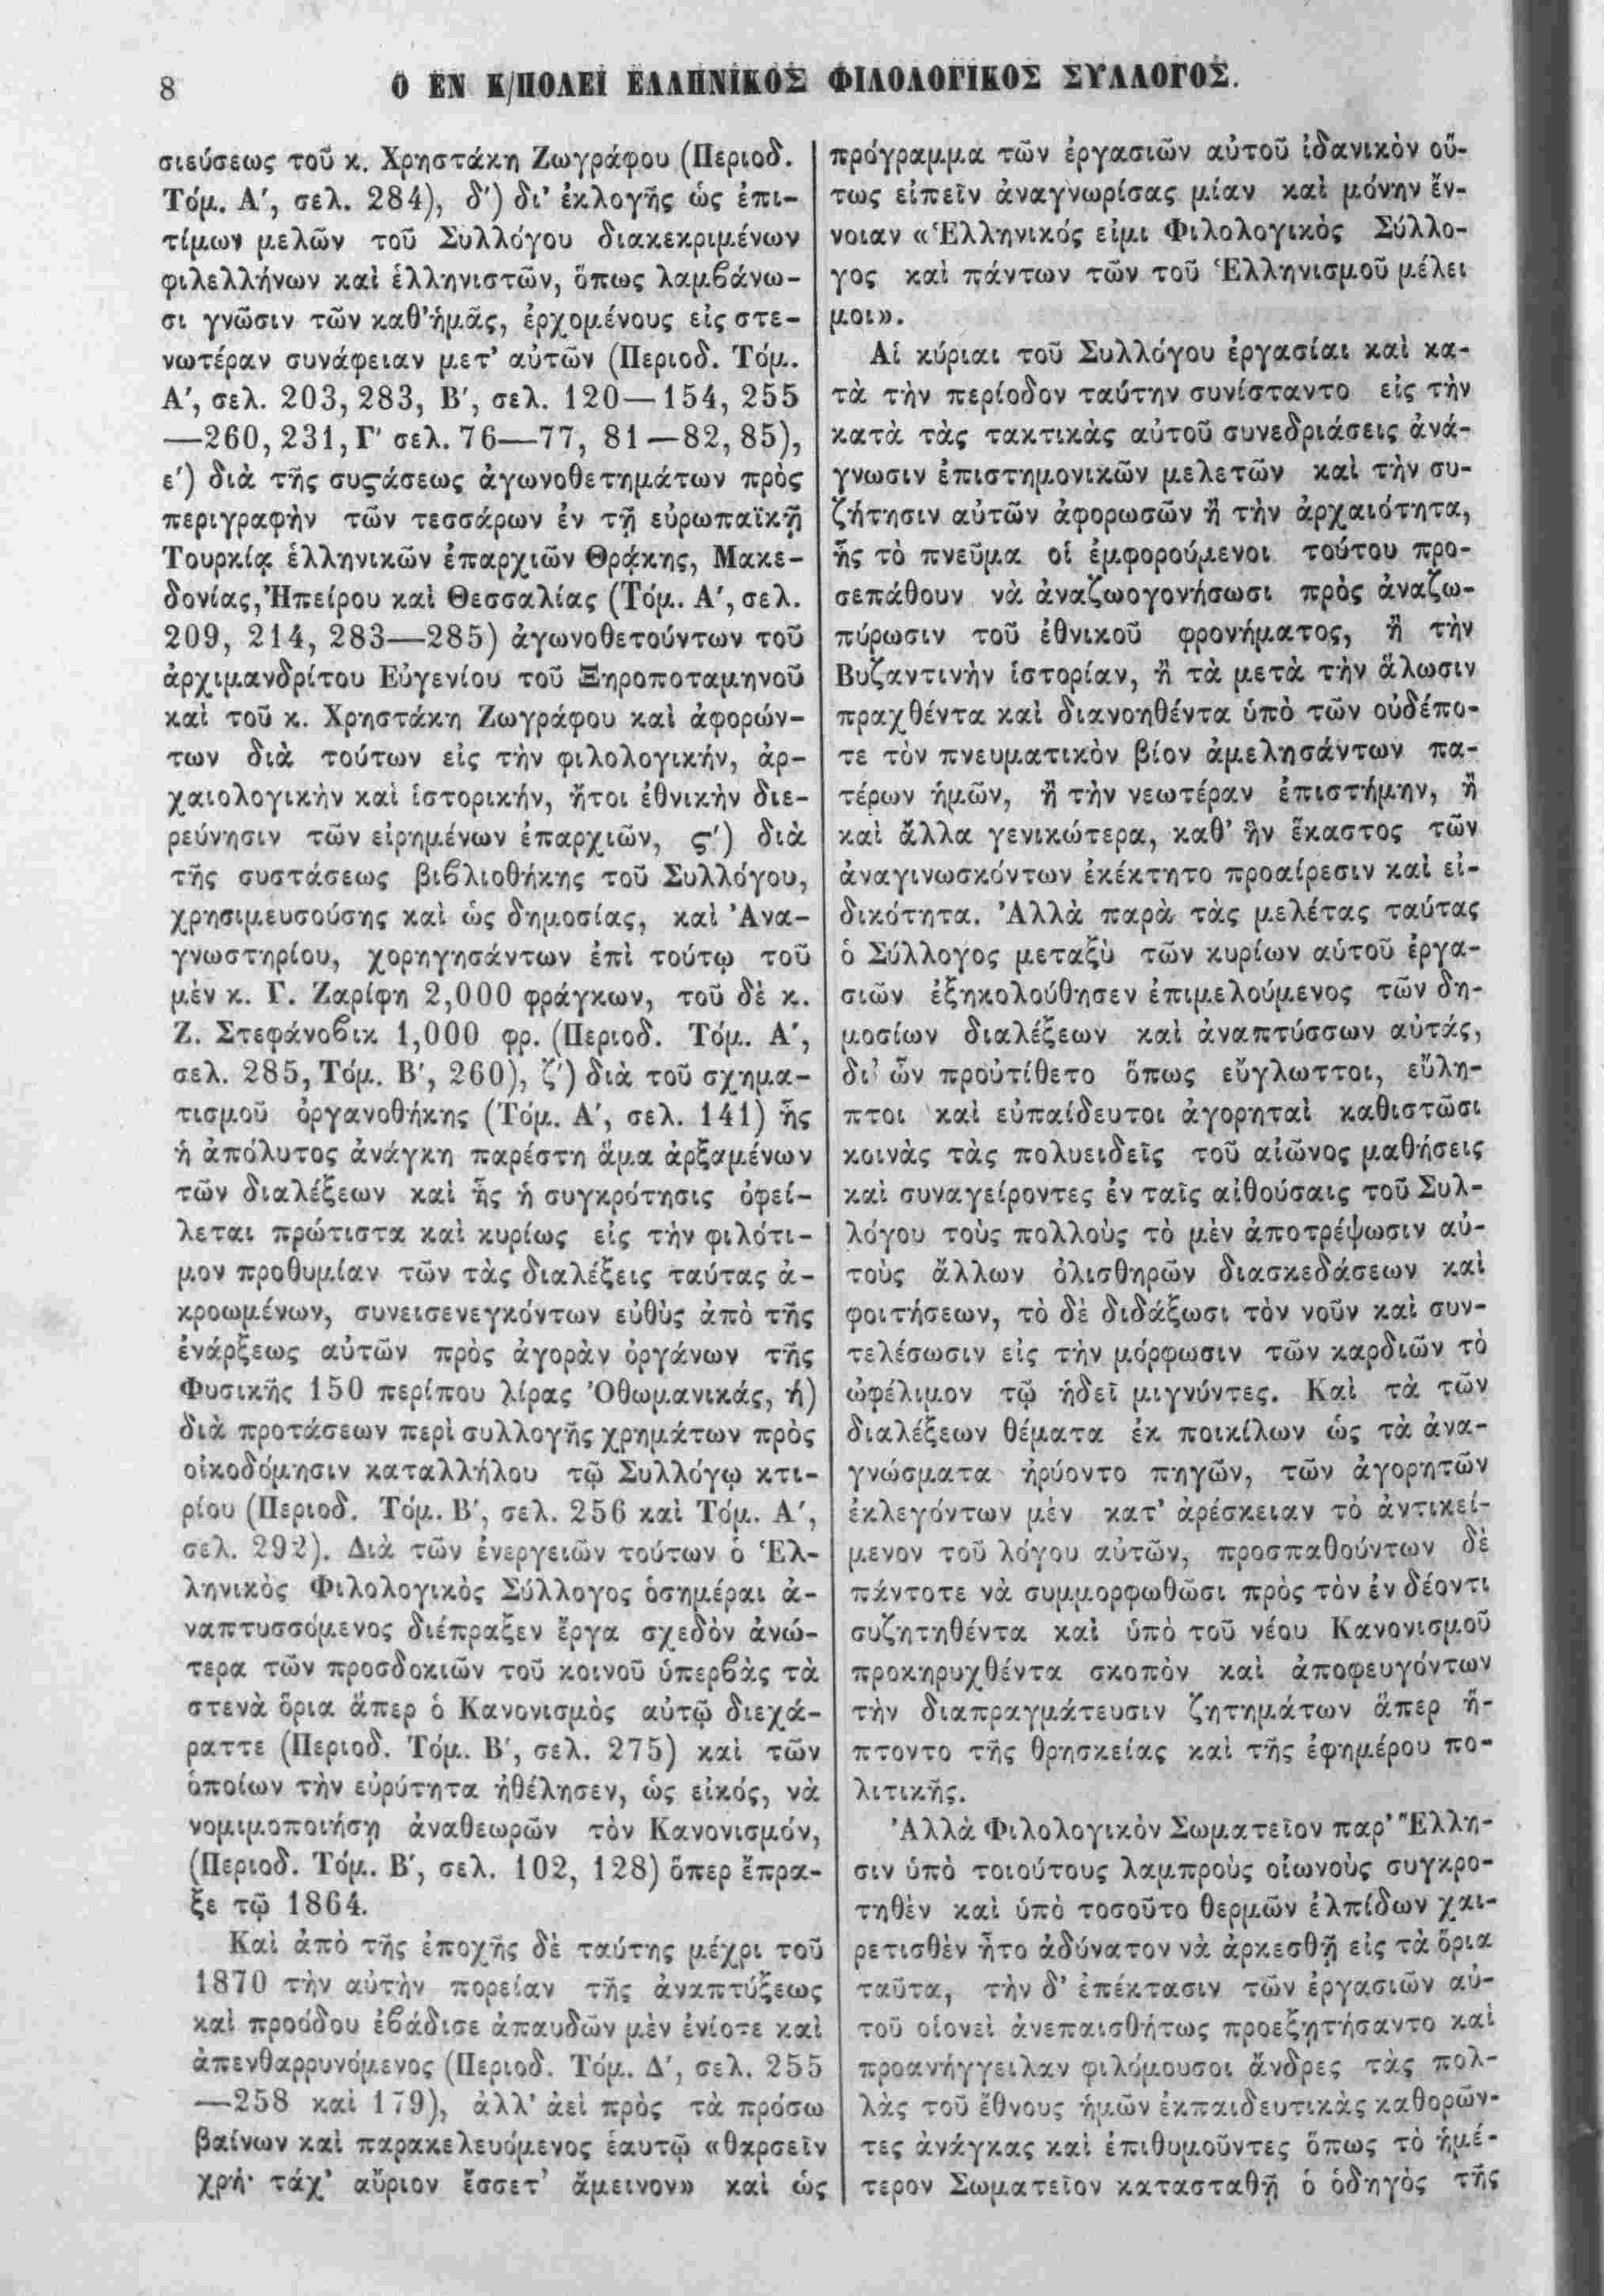 8
Ο ΕΝ Κ/ΠΟΛΕΙ ΕΛΛΗΝΙΚΟΣ ΦΙΛΟΛΟΓΙΚΟΣ ΣΥΛΛΟΓΟΣ.
σιεύσεως τοῦ κ. Χρηστάκη Ζωγράφου (Περιοδ.
Τόμ. Α′, σελ. 284), δ′) δι’ ἐκλογῆς ὡς ἐπι-
τίμων μελῶν τοῦ Συλλόγου διακεκριμένων
φιλελλήνων καὶ ἑλληνιστῶν, ὅπως λαμβάνω-
σι γνῶσιν τῶν καθ’ἡμᾶς, ἐρχομένους εἰς στε-
νωτέραν συνάφειαν μετ’ αὐτῶν (Περιοδ. Τόμ.
Α′, σελ. 203, 283, Β′, σελ. 120—154, 255
—260, 231, Γ′ σελ. 76—77, 81—82, 85),
ε′) διὰ τῆς συςάσεως ἀγωνοθετημάτων πρὸς
περιγραφὴν τῶν τεσσάρων ἐν τῇ εὐρωπαϊκῇ
Τουρκίᾳ ἑλληνικῶν ἐπαρχιῶν Θρᾴκης, Μακε-
δονίας, Ἠπείρου καὶ Θεσσαλίας (Τόμ. Α′, σελ.
209, 214, 283—285) ἀγωνοθετούντων τοῦ
ἀρχιμανδρίτου Εὐγενίου τοῦ Ξηροποταμηνοῦ
καὶ τοῦ κ. Χρηστάκη Ζωγράφου καὶ ἀφορών-
των διὰ τούτων εἰς τὴν φιλολογικήν, ἀρ-
χαιολογικὴν καὶ ἱστορικήν, ἤτοι ἐθνικὴν διε-
ρεύνησιν τῶν εἰρημένων ἐπαρχιῶν, ς′) διὰ
τῆς συστάσεως βιβλιοθήκης τοῦ Συλλόγου,
χρησιμευσούσης καὶ ὡς δημοσίας, καὶ Ἀνα-
γνωστηρίου, χορηγησάντων ἐπὶ τούτῳ τοῦ
μὲν κ. Γ. Ζαρίφη 2,000 φράγκων, τοῦ δὲ κ.
Ζ. Στεφάνοβικ 1,000 φρ. (Περιοδ. Τόμ. Α′,
σελ. 285, Τόμ. Β′, 260), ζ′) διὰ τοῦ σχημα-
τισμοῦ ὀργανοθήκης (Τόμ. Α′, σελ. 141) ἧς
ἡ ἀπόλυτος ἀνάγκη παρέστη ἅμα ἀρξαμένων
τῶν διαλέξεων καὶ ἧς ἡ συγκρότησις ὀφεί-
λεται πρώτιστα καὶ κυρίως εἰς τὴν φιλότι-
μον προθυμίαν τῶν τὰς διαλέξεις ταύτας ἀ-
κροωμένων, συνεισενεγκόντων εὐθὺς ἀπὸ τῆς
ἐνάρξεως αὐτῶν πρὸς ἀγορὰν ὀργάνων τῆς
Φυσικῆς 150 περίπου λίρας Ὀθωμανικάς, ή)
διὰ προτάσεων περὶ συλλογῆς χρημάτων πρὸς
οἰκοδόμησιν καταλλήλου τῷ Συλλόγῳ κτι-
ρίου (Περιοδ. Τόμ. Β′, σελ. 256 καὶ Τόμ. Α′,
σελ. 292). Διὰ τῶν ἐνεργειῶν τούτων ὁ Ἑλ-
ληνικὸς Φιλολογικὸς Σύλλογος ὁσημέραι ἀ-
ναπτυσσόμενος διέπραξεν ἔργα σχεδὸν ἀνώ-
τερα τῶν προσδοκιῶν τοῦ κοινοῦ ὑπερβὰς τὰ
στενὰ ὅρια ἅπερ ὁ Κανονισμὸς αὐτῷ διεχά-
ραττε (Περιοδ. Τόμ. Β′, σελ. 275) καὶ τῶν
ὁποίων τὴν εὐρύτητα ἠθέλησεν, ὡς εἰκός, νὰ
νομιμοποιήσῃ ἀναθεωρῶν τὸν Κανονισμόν,
(Περιοδ. Τόμ. Β′, σελ. 102, 128) ὅπερ ἔπρα-
ξε τῷ 1864.
Καὶ ἀπὸ τῆς ἐποχῆς δὲ ταύτης μέχρι τοῦ
1870 τὴν αὐτὴν πορείαν τῆς ἀναπτύξεως
καὶ προόδου ἐβάδισε ἀπαυδῶν μὲν ἐνίοτε καὶ
ἀπενθαρρυνόμενος (Περιοδ. Τόμ. Δ′, σελ. 255
—258 καὶ 179), ἀλλ’ ἀεὶ πρὸς τὰ πρόσω
βαίνων καὶ παρακελευόμενος ἑαυτῷ «θαρσεῖν
χρή· τάχ’ αὔριον ἔσσετ’ ἄμεινον» καὶ ὡς
πρόγραμμα τῶν ἐργασιῶν αὐτοῦ ἰδανικὸν οὕ-
τως εἰπεῖν ἀναγνωρίσας μίαν καὶ μόνην ἔν-
νοιαν «Ἑλληνικός εἰμι Φιλολογικὸς Σύλλο-
γος καὶ πάντων τῶν τοῦ Ἑλληνισμοῦ μέλει
μοι».
Αἱ κύριαι τοῦ Συλλόγου ἐργασίαι καὶ κα-
τὰ τὴν περίοδον ταύτην συνίσταντο εἰς τὴν
κατὰ τὰς τακτικὰς αὐτοῦ συνεδριάσεις ἀνά-
γνωσιν ἐπιστημονικῶν μελετῶν καὶ τὴν συ-
ζήτησιν αὐτῶν ἀφορωσῶν ἢ τὴν ἀρχαιότητα,
ἧς τὸ πνεῦμα οἱ ἐμφορούμενοι τούτου προ-
σεπάθουν νὰ ἀναζωογονήσωσι πρὸς ἀναζω-
πύρωσιν τοῦ ἐθνικοῦ φρονήματος, ἢ τὴν
Βυζαντινὴν ἱστορίαν, ἢ τὰ μετὰ τὴν ἅλωσιν
πραχθέντα καὶ διανοηθέντα ὑπὸ τῶν οὐδέπο-
τε τὸν πνευματικὸν βίον ἀμελησάντων πα-
τέρων ἡμῶν, ἢ τὴν νεωτέραν ἐπιστήμην, ἢ
καὶ ἄλλα γενικώτερα, καθ’ ἣν ἕκαστος τῶν
ἀναγινωσκόντων ἐκέκτητο προαίρεσιν καὶ εἰ-
δικότητα. Ἀλλὰ παρὰ τὰς μελέτας ταύτας
ὁ Σύλλογος μεταξὺ τῶν κυρίων αὐτοῦ ἐργα-
σιῶν ἐξηκολούθησεν ἐπιμελούμενος τῶν δη-
μοσίων διαλέξεων καὶ ἀναπτύσσων αὐτάς,
δι’ ὧν προὐτίθετο ὅπως εὔγλωττοι, εὔλη-
πτοι καὶ εὐπαίδευτοι ἀγορηταὶ καθιστῶσι
κοινὰς τὰς πολυειδεῖς τοῦ αἰῶνος μαθήσεις
καὶ συναγείροντες ἐν ταῖς αἰθούσαις τοῦ Συλ-
λόγου τοὺς πολλοὺς τὸ μὲν ἀποτρέψωσιν αὐ-
τοὺς ἄλλων ὀλισθηρῶν διασκεδάσεων καὶ
φοιτήσεων, τὸ δὲ διδάξωσι τὸν νοῦν καὶ συν-
τελέσωσιν εἰς τὴν μόρφωσιν τῶν καρδιῶν τὸ
ὠφέλιμον τῷ ἡδεῖ μιγνύντες. Καὶ τὰ τῶν
διαλέξεων θέματα ἐκ ποικίλων ὡς τὰ ἀνα-
γνώσματα ἠρύοντο πηγῶν, τῶν ἀγορητῶν
ἐκλεγόντων μὲν κατ’ ἀρέσκειαν τὸ ἀντικεί-
μενον τοῦ λόγου αὐτῶν, προσπαθούντων δὲ
πάντοτε νὰ συμμορφωθῶσι πρὸς τὸν ἐν δέοντι
συζητηθέντα καὶ ὑπὸ τοῦ νέου Κανονισμοῦ
προκηρυχθέντα σκοπὸν καὶ ἀποφευγόντων
τὴν διαπραγμάτευσιν ζητημάτων ἅπερ ἥ-
πτοντο τῆς θρησκείας καὶ τῆς ἐφημέρου πο-
λιτικῆς.
Ἀλλὰ Φιλολογικὸν Σωματεῖον παρ’ Ἕλλη-
σιν ὑπὸ τοιούτους λαμπροὺς οἰωνοὺς συγκρο-
τηθὲν καὶ ὑπὸ τοσοῦτο θερμῶν ἐλπίδων χαι-
ρετισθὲν ἦτο ἀδύνατον νὰ ἀρκεσθῇ εἰς τὰ ὅρια
ταῦτα, τὴν δ’ ἐπέκτασιν τῶν ἐργασιῶν αὐ-
τοῦ οἱονεὶ ἀνεπαισθήτως προεξῃτήσαντο καὶ
προανήγγειλαν φιλόμουσοι ἄνδρες τὰς πολ-
λὰς τοῦ ἔθνους ἡμῶν ἐκπαιδευτικὰς καθορῶν-
τες ἀνάγκας καὶ ἐπιθυμοῦντες ὅπως τὸ ἡμέ-
τερον Σωματεῖον κατασταθῇ ὁ ὁδηγὸς τῆς